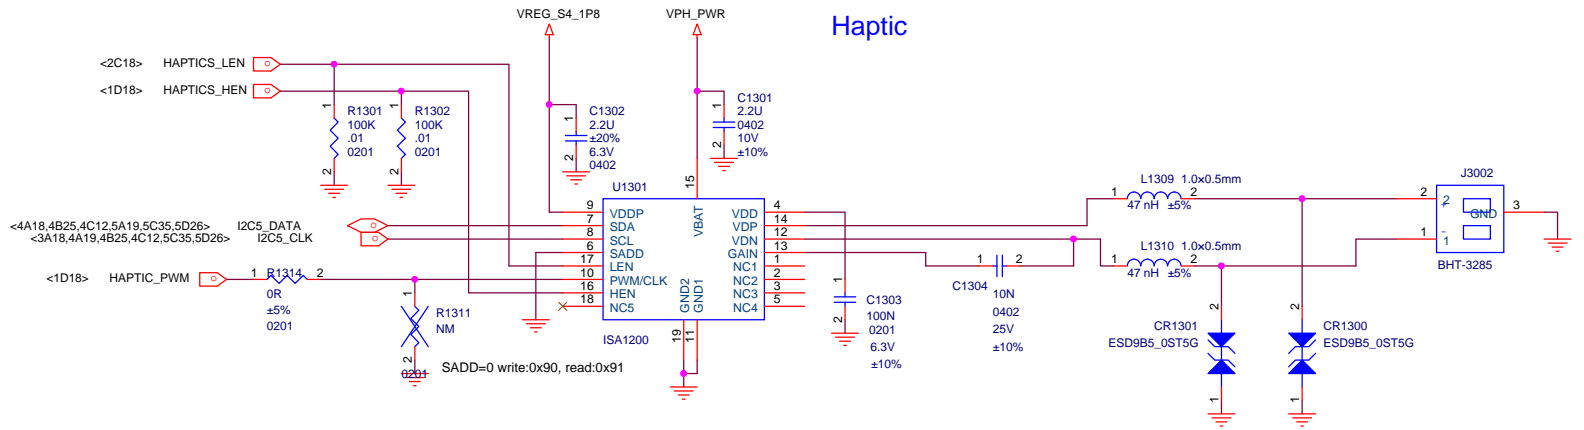 Haptic
VREG_S4_1P8
VPH_PWR
<2C18> HAPTICS_LEN
<1D18> HAPTICS_HEN
1
R1301
100K
.01
0201
2
1
R1302
100K
.01
0201
2
1
C1302
2.2U
±20%
6.3V
0402
2
1
C1301
2.2U
0402
10V
±10%
2
<4A18,4B25,4C12,5A19,5C35,5D26> I2C5_DATA
<3A18,4A19,4B25,4C12,5C35,5D26> I2C5_CLK
<1D18> HAPTIC_PWM
1 R1314 2
0R
±5%
0201
1
R1311
NM
2
0201
SADD=0 write:0x90, read:0x91
U1301
15
VBAT
9 VDDP
7 SDA
8 SCL
6 SADD
17 LEN
10 PWM/CLK
16 HEN
18 NC5
VDD 4
VDP 14
VDN 12
GAIN 13
NC1 1
NC2 2
NC3 3
NC4 5
GND2
GND1
19
11
ISA1200
1
C1303
100N
0201
6.3V
±10%
2
1 2
C1304
10N
0402
25V
±10%
L1309 1.0x0.5mm
1 2
47 nH ±5%
L1310 1.0x0.5mm
1 2
47 nH ±5%
2
CR1301
ESD9B5_0ST5G
1
2
CR1300
ESD9B5_0ST5G
1
J3002
2 2
+
GND 3
-
1 1
BHT-3285